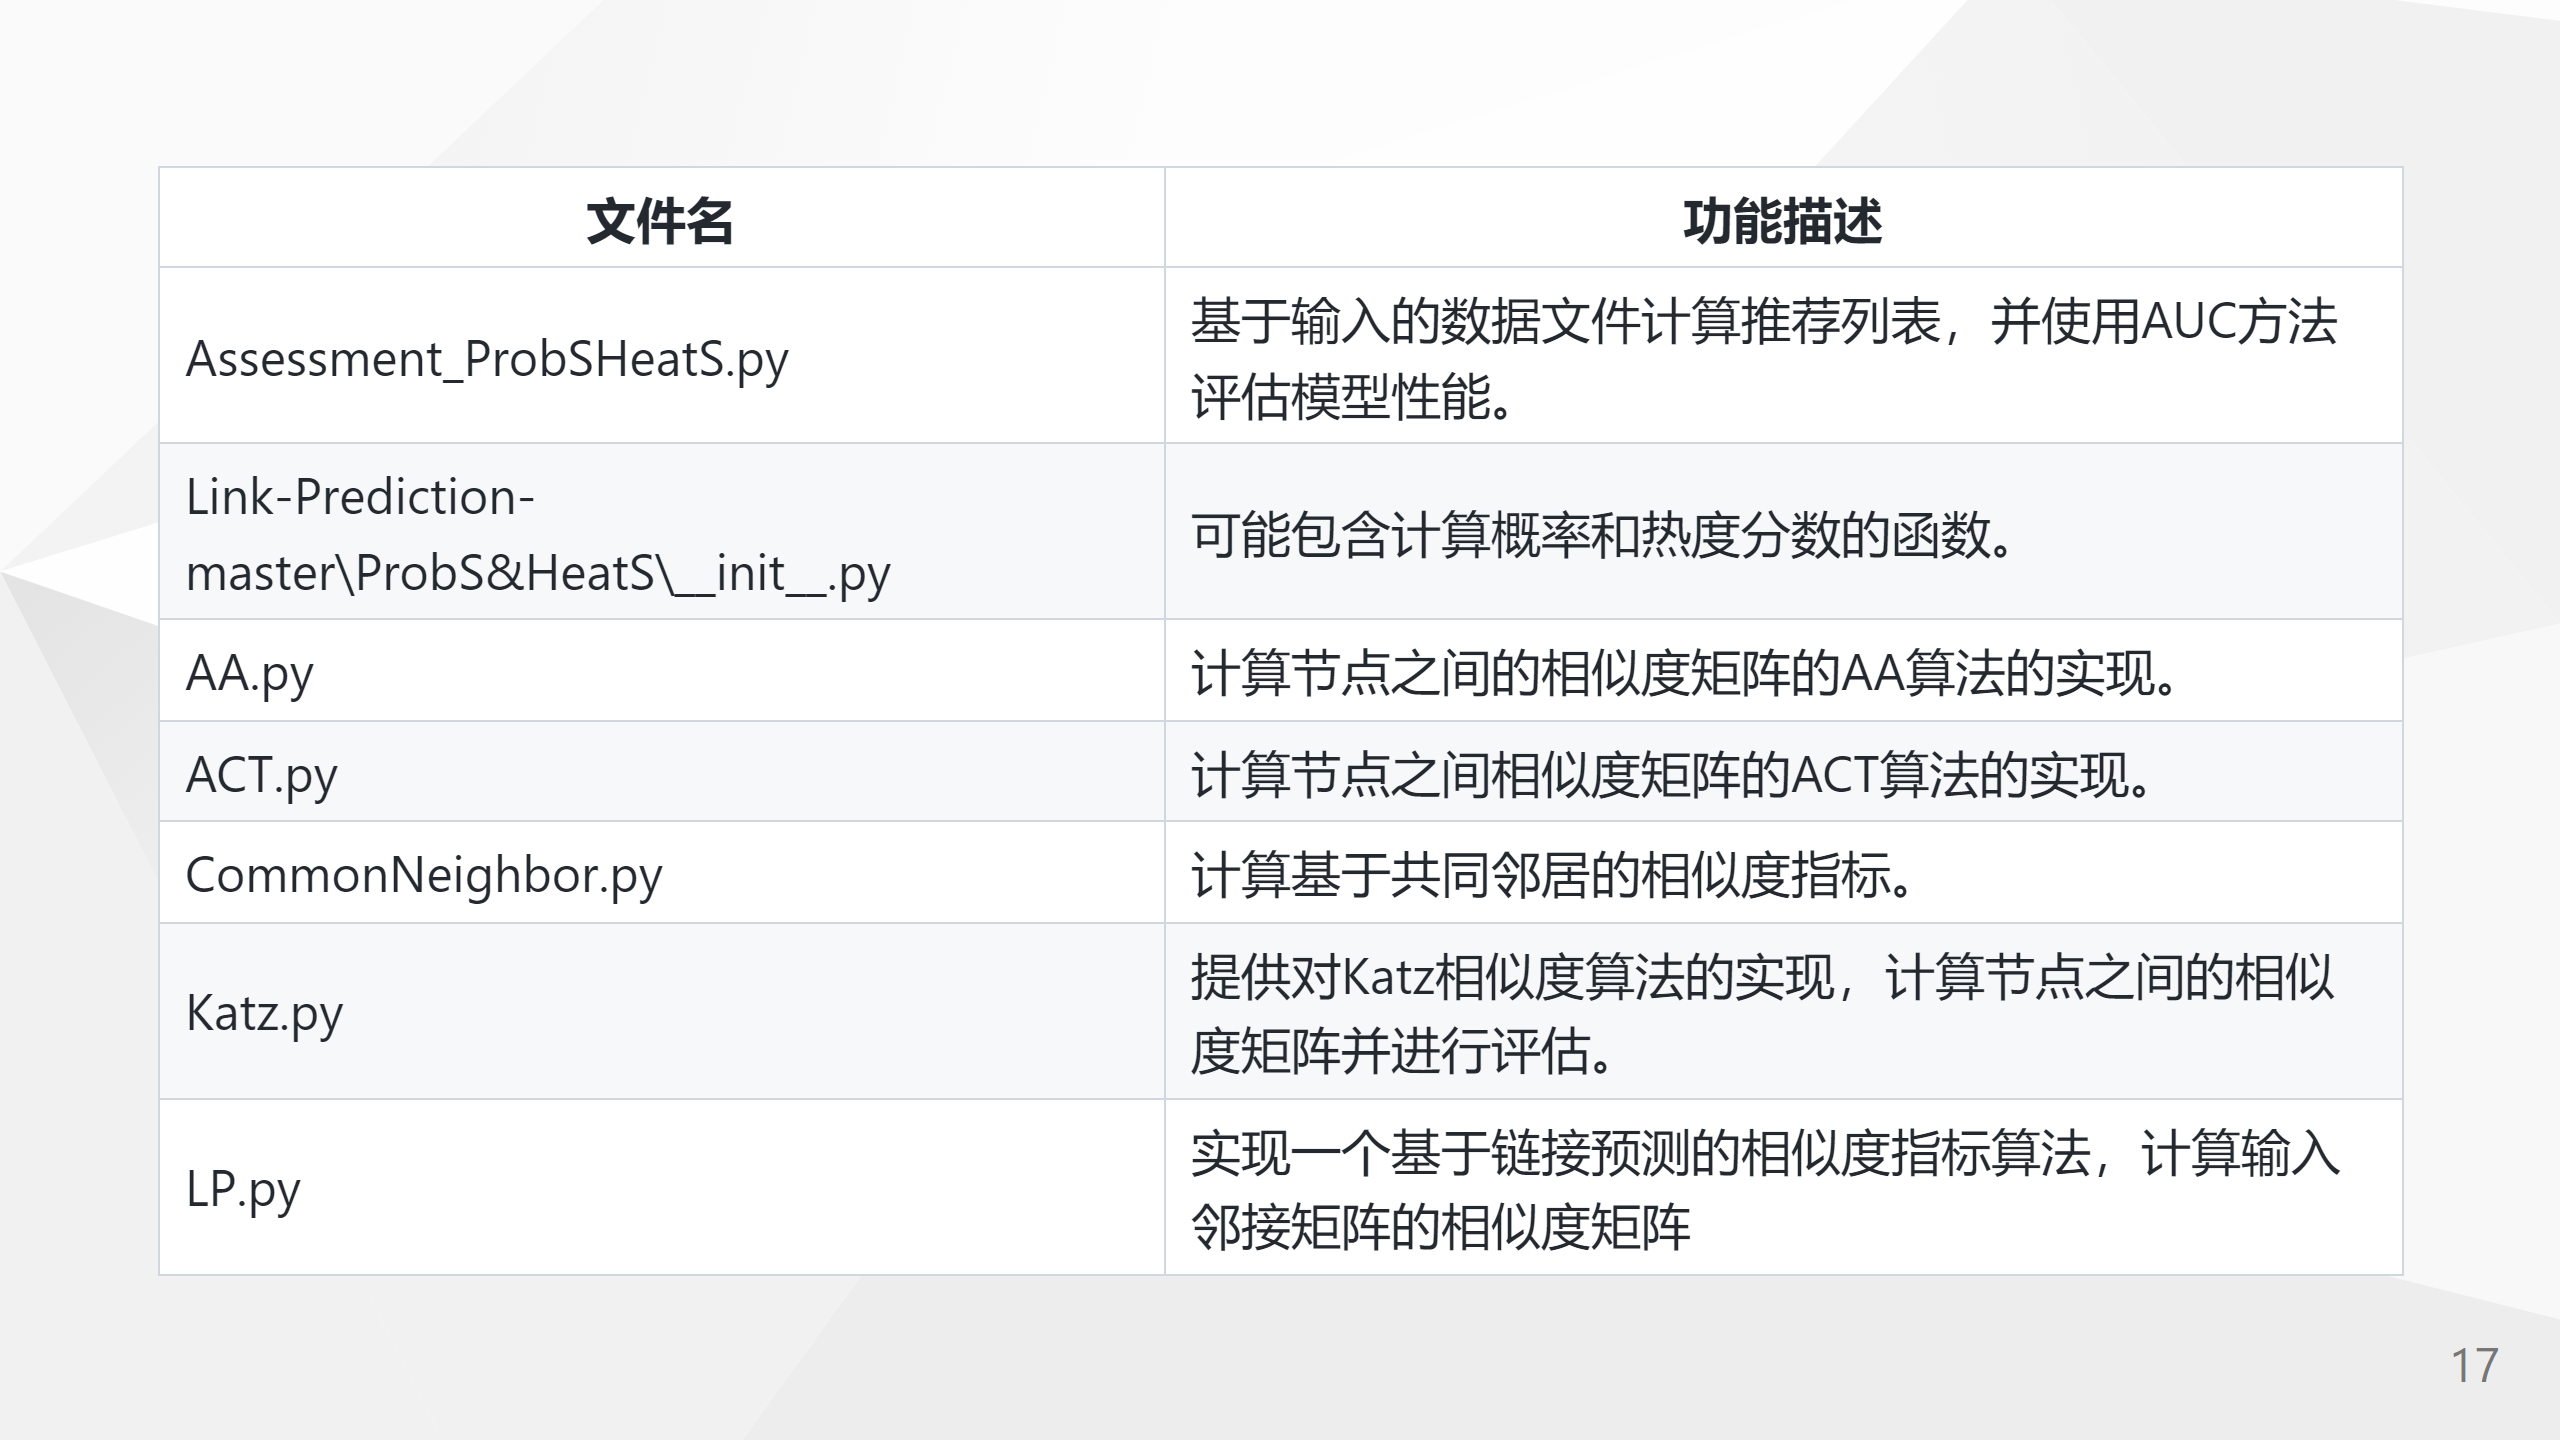 文件名
功能描述
Assessment_ProbSHeatS.py
基于输入的数据文件计算推荐列表，并使用AUC方法
评估模型性能。
Link-Prediction-
master\ProbS&HeatS\__init__.py
可能包含计算概率和热度分数的函数。
AA.py
计算节点之间的相似度矩阵的AA算法的实现。
ACT.py
计算节点之间相似度矩阵的ACT算法的实现。
CommonNeighbor.py
计算基于共同邻居的相似度指标。
Katz.py
提供对Katz相似度算法的实现，计算节点之间的相似
度矩阵并进行评估。
LP.py
实现一个基于链接预测的相似度指标算法，计算输入
邻接矩阵的相似度矩阵
17